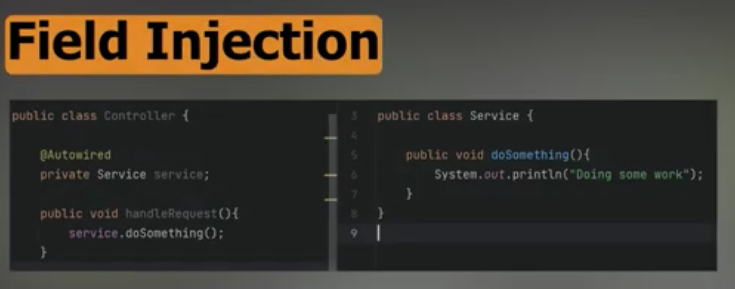 Field Injection
public class Controller {
@Autowired
private Service service;
public void handleRequest(){
service.doSomething();
}
3 public class Service {
4
5 public void doSomething(){
6 System.out.println("Doing some work");
7 }
8 }
9